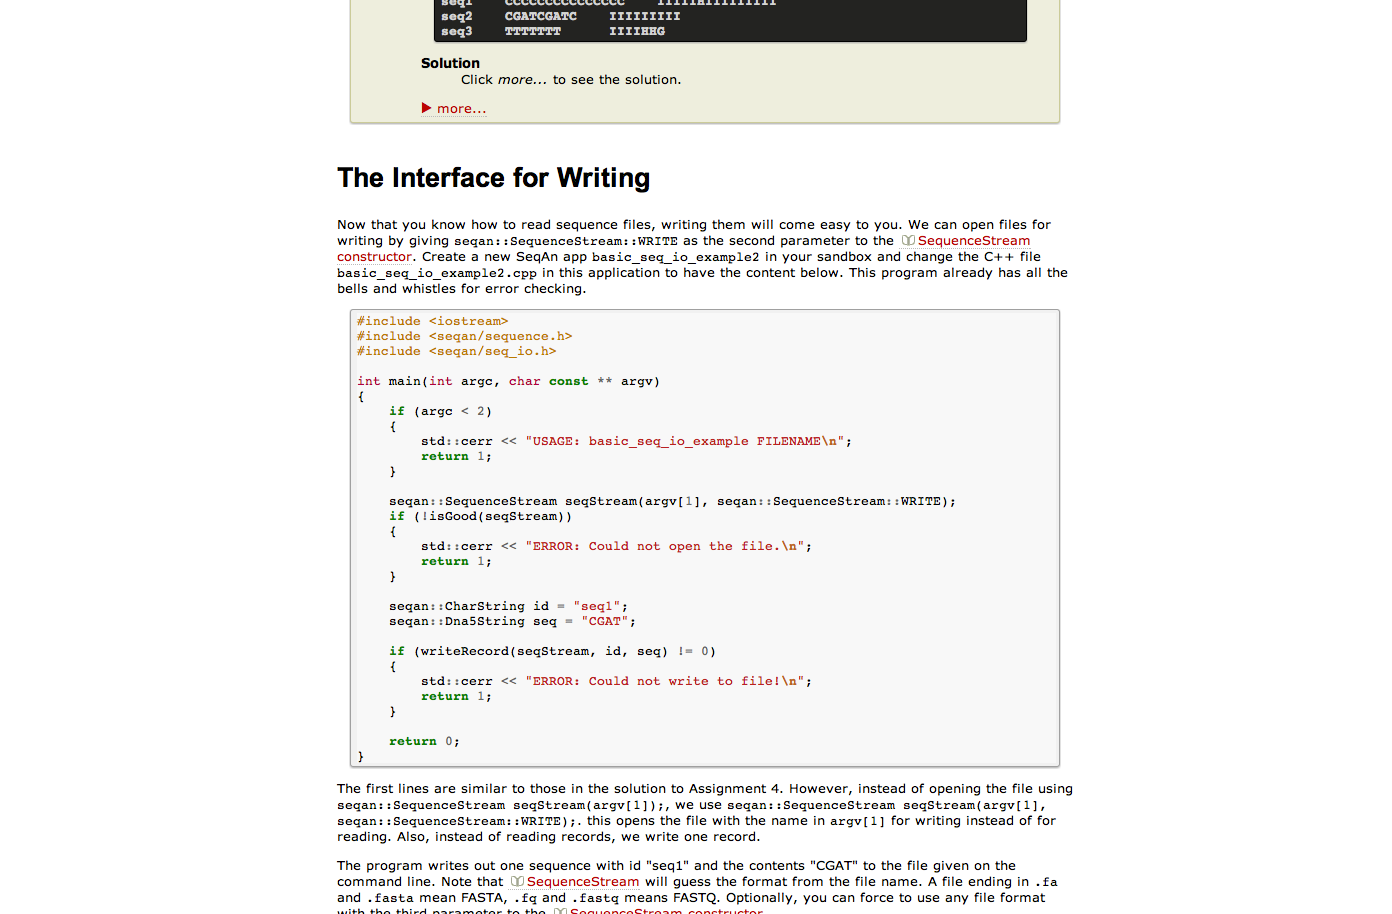 seq1    CCCCCCCCCCCCCCC    IIIIIHIIIIIIIII
seq2    CGATCGATC    IIIIIIIII
seq3    TTTTTTT    IIIIHHG
Solution
Click more... to see the solution.
more...
The Interface for Writing
Now that you know how to read sequence files, writing them will come easy to you. We can open files for
writing by giving seqan::SequenceStream::WRITE as the second parameter to the SequenceStream
constructor. Create a new SeqAn app basic_seq_io_example2 in your sandbox and change the C++ file
basic_seq_io_example2.cpp in this application to have the content below. This program already has all the
bells and whistles for error checking.
#include <iostream>
#include <seqan/sequence.h>
#include <seqan/seq_io.h>
int main(int argc, char const ** argv)
{
    if (argc < 2)
    {
        std::cerr << "USAGE: basic_seq_io_example FILENAME\n";
        return 1;
    }
    seqan::SequenceStream seqStream(argv[1], seqan::SequenceStream::WRITE);
    if (!isGood(seqStream))
    {
        std::cerr << "ERROR: Could not open the file.\n";
        return 1;
    }
    seqan::CharString id = "seq1";
    seqan::Dna5String seq = "CGAT";
    if (writeRecord(seqStream, id, seq) != 0)
    {
        std::cerr << "ERROR: Could not write to file!\n";
        return 1;
    }
    return 0;
}
The first lines are similar to those in the solution to Assignment 4. However, instead of opening the file using
seqan::SequenceStream seqStream(argv[1]);, we use seqan::SequenceStream seqStream(argv[1],
seqan::SequenceStream::WRITE);. this opens the file with the name in argv[1] for writing instead of for
reading. Also, instead of reading records, we write one record.
The program writes out one sequence with id "seq1" and the contents "CGAT" to the file given on the
command line. Note that SequenceStream will guess the format from the file name. A file ending in .fa
and .fasta mean FASTA, .fq and .fastq means FASTQ. Optionally, you can force to use any file format
with the third parameter to the SequenceStream constructor.